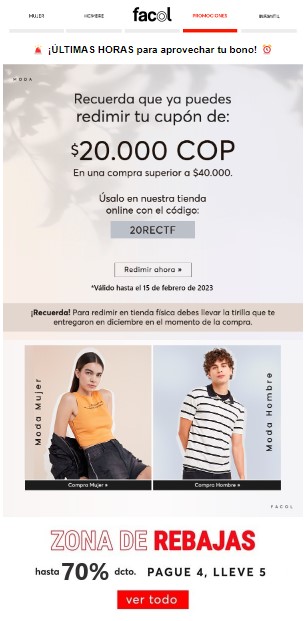 MUJER HOMBRE facol PROMOCIONES INFANTIL
¡ÚLTIMAS HORAS para aprovechar tu bono!
MODA
Recuerda que ya puedes
redimir tu cupón de:
$20.000 COP
En una compra superior a $40.000.
Úsalo en nuestra tienda
online con el código:
20RECTF
Redimir ahora »
*Válido hasta el 15 de febrero de 2023
¡Recuerda! Para redimir en tienda física debes llevar la tirilla que te
entregaron en diciembre en el momento de la compra.
Moda Mujer
Moda Hombre
Compra Mujer »
Compra Hombre »
FACOL
ZONA DE REBAJAS
hasta 70% dcto. PAGUE 4, LLEVE 5
ver todo